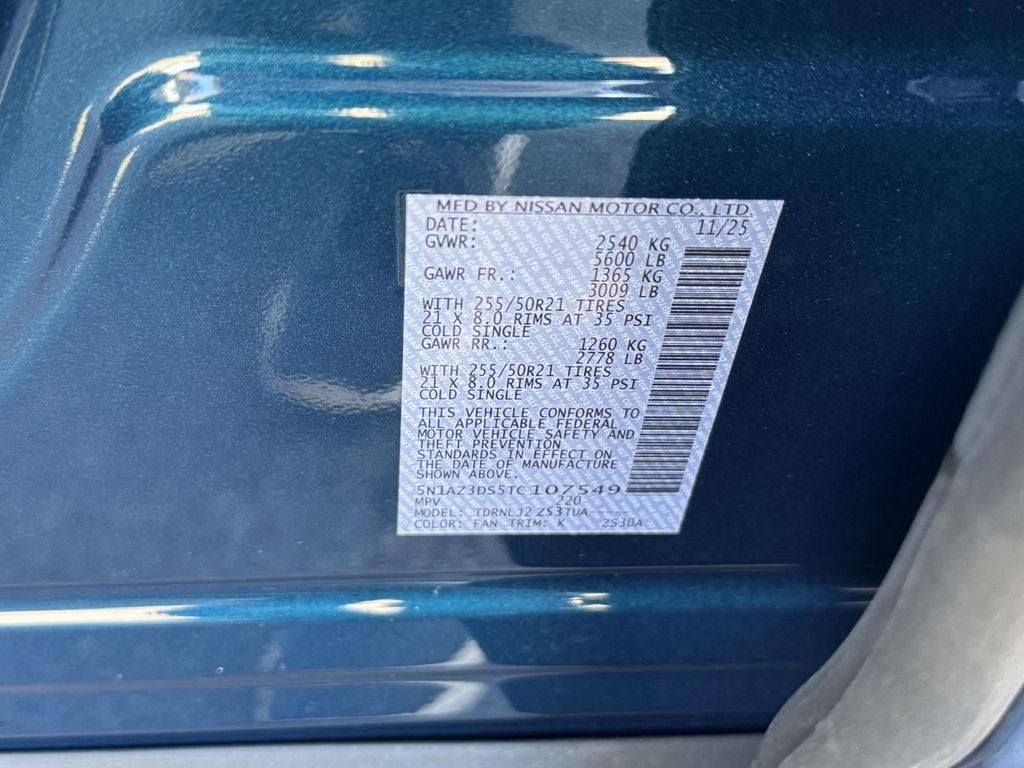 MFD BY NISSAN MOTOR CO., LTD.
DATE: 11/25
GVWR: 2540 KG
5600 LB
GAWR FR.: 1365 KG
3009 LB
WITH 255/50R21 TIRES
21 X 8.0 RIMS AT 35 PSI
COLD SINGLE
GAWR RR.: 1260 KG
2778 LB
WITH 255/50R21 TIRES
21 X 8.0 RIMS AT 35 PSI
COLD SINGLE
THIS VEHICLE CONFORMS TO
ALL APPLICABLE FEDERAL
MOTOR VEHICLE SAFETY AND
THEFT PREVENTION
STANDARDS IN EFFECT ON
THE DATE OF MANUFACTURE
SHOWN ABOVE.
5N1AZ3DS5TC107549
MPV 220
MODEL: TDRNLJ2 Z53TUA-----
COLOR: FAN TRIM: K 2S30A